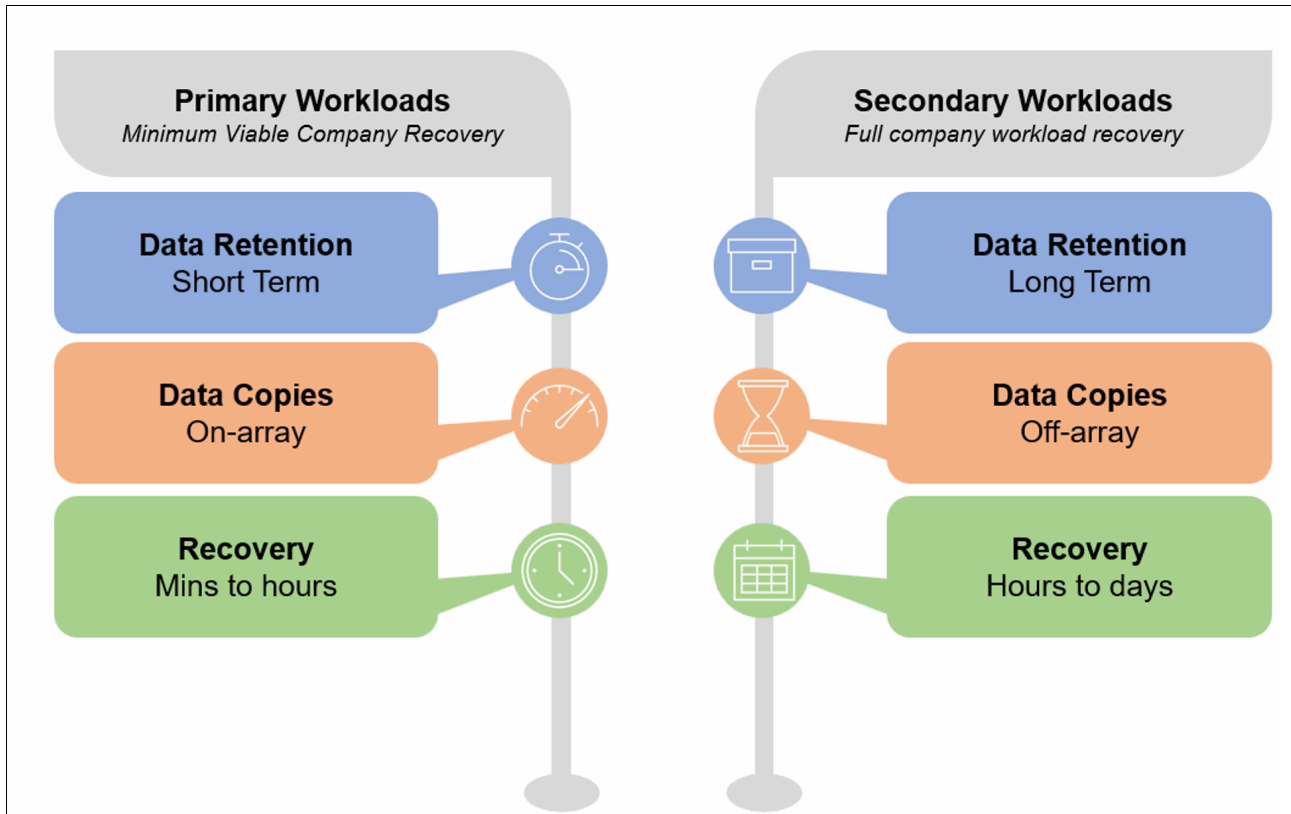 Primary Workloads
Minimum Viable Company Recovery
Data Retention
Short Term
Data Copies
On-array
Recovery
Mins to hours
Secondary Workloads
Full company workload recovery
Data Retention
Long Term
Data Copies
Off-array
Recovery
Hours to days